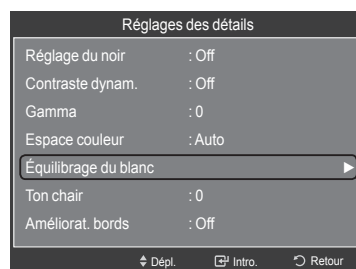 Réglages des détails
Réglage du noir : Off
Contraste dynam. : Off
Gamma : 0
Espace couleur : Auto
Équilibrage du blanc
Ton chair : 0
Améliorat. bords : Off
Dépl. Intro. Retour